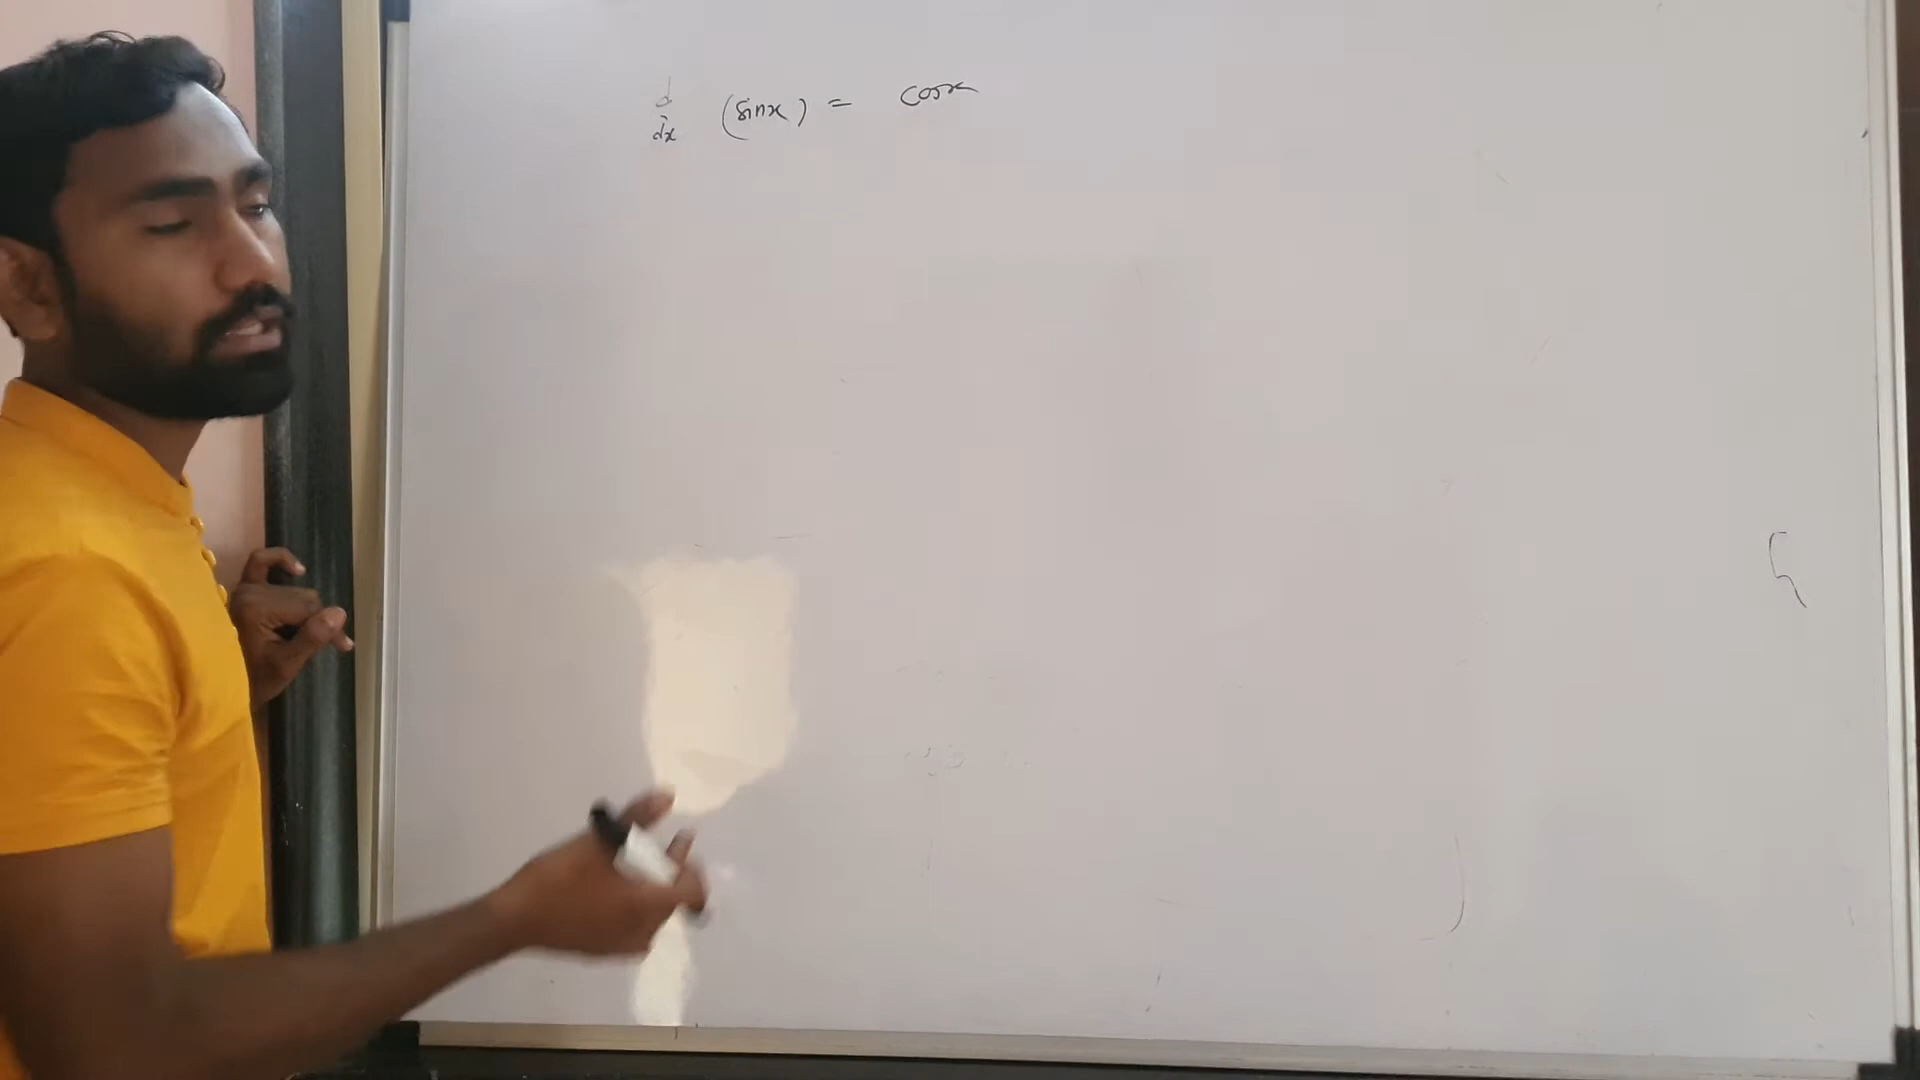 d/dx (sinx) = cosx